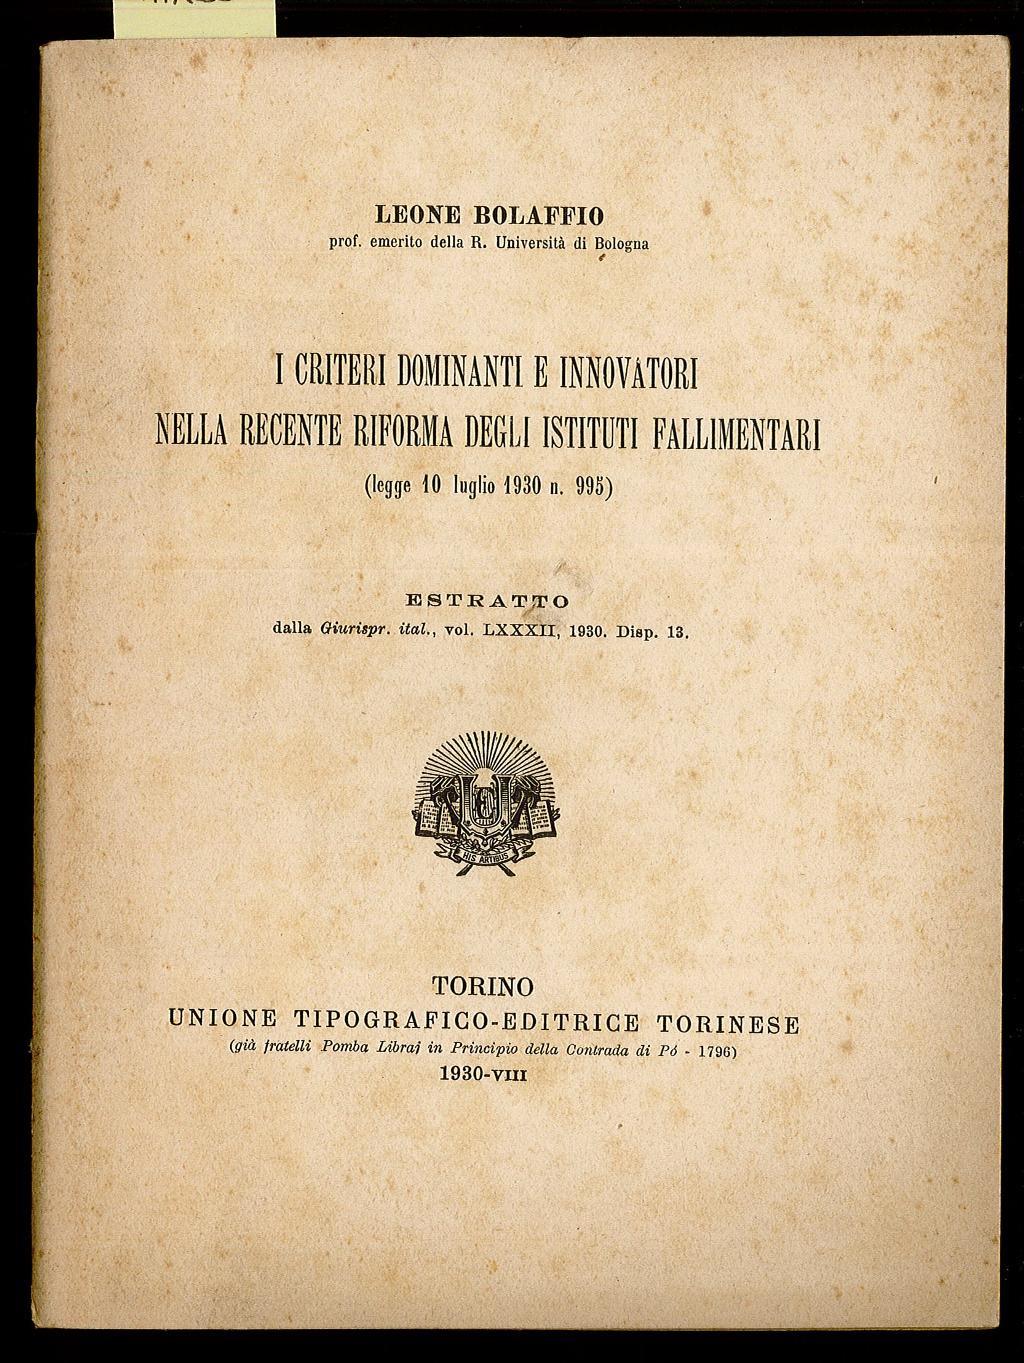 LEONE BOLAFFIO
prof. emerito della R. Università di Bologna
I CRITERI DOMINANTI E INNOVATORI
NELLA RECENTE RIFORMA DEGLI ISTITUTI FALLIMENTARI
(legge 10 luglio 1930 n. 995)
ESTRATTO
dalla Giurispr. ital., vol. LXXXII, 1930. Disp. 13.
HIS ARTIBUS
TORINO
UNIONE TIPOGRAFICO-EDITRICE TORINESE
(già fratelli Pomba Libraj in Principio della Contrada di Pó - 1796)
1930-VIII